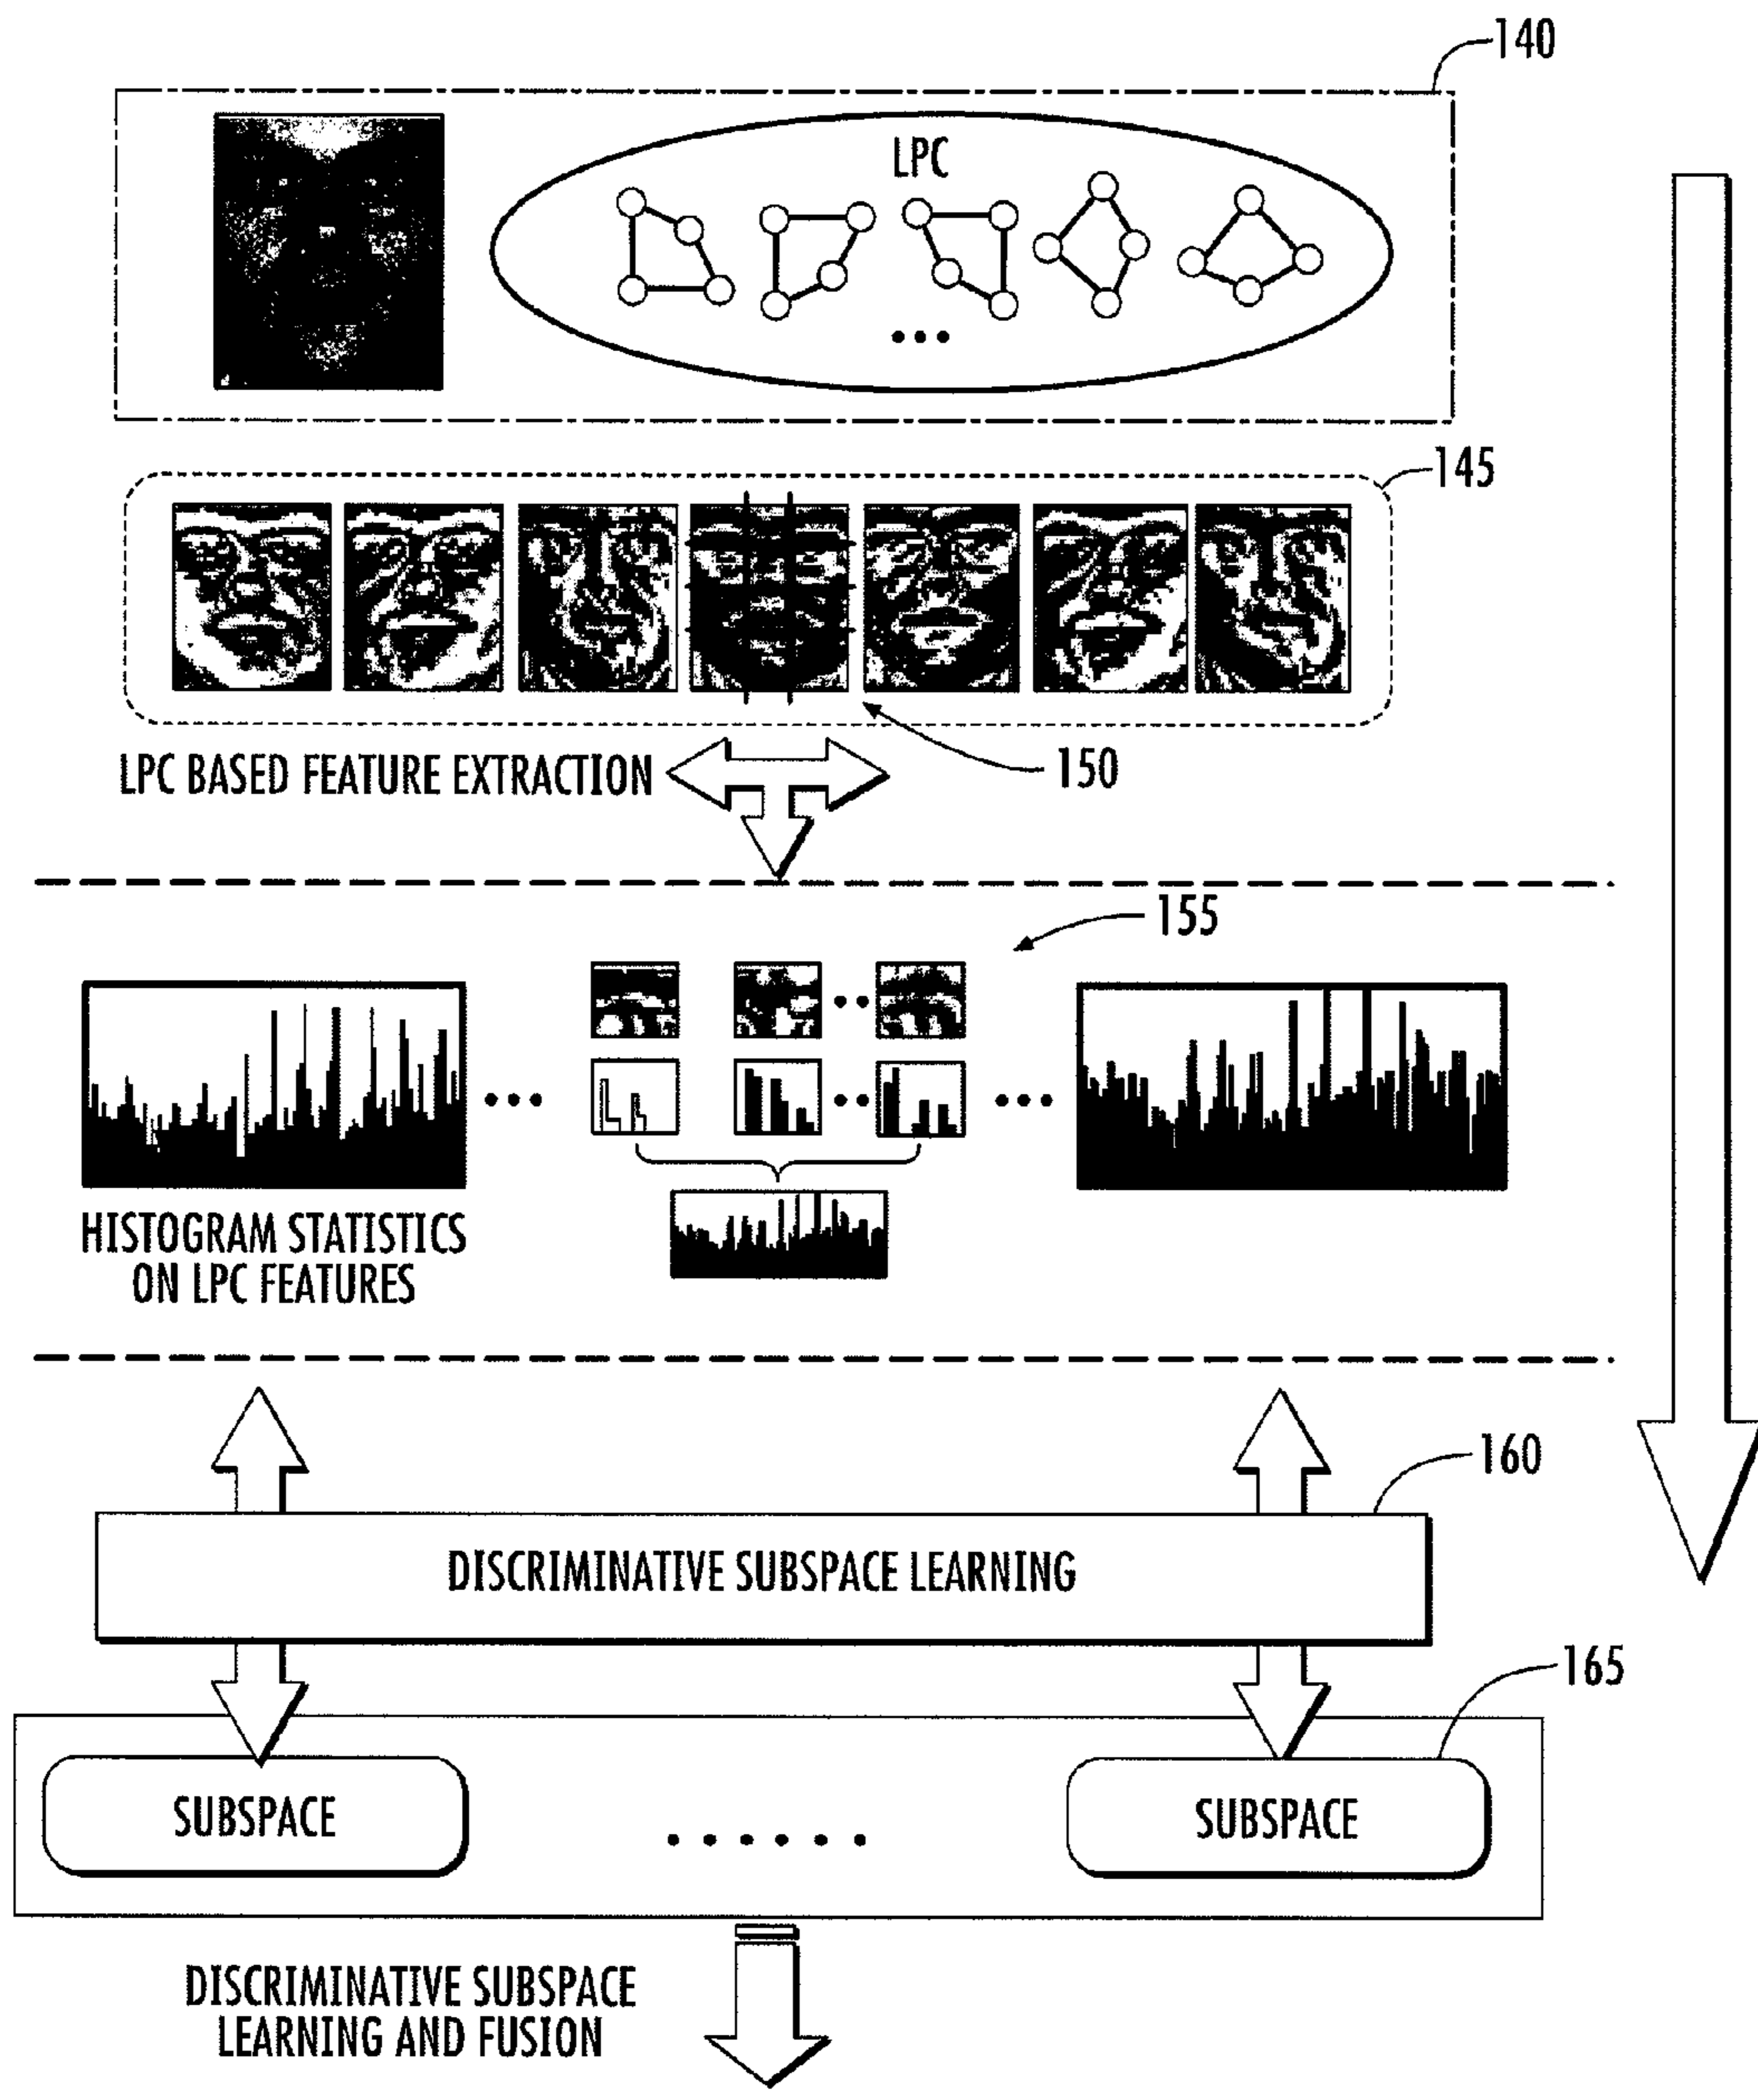 140
LPC
145
LPC BASED FEATURE EXTRACTION
150
155
HISTOGRAM STATISTICS
ON LPC FEATURES
160
DISCRIMINATIVE SUBSPACE LEARNING
165
SUBSPACE
SUBSPACE
DISCRIMINATIVE SUBSPACE
LEARNING AND FUSION